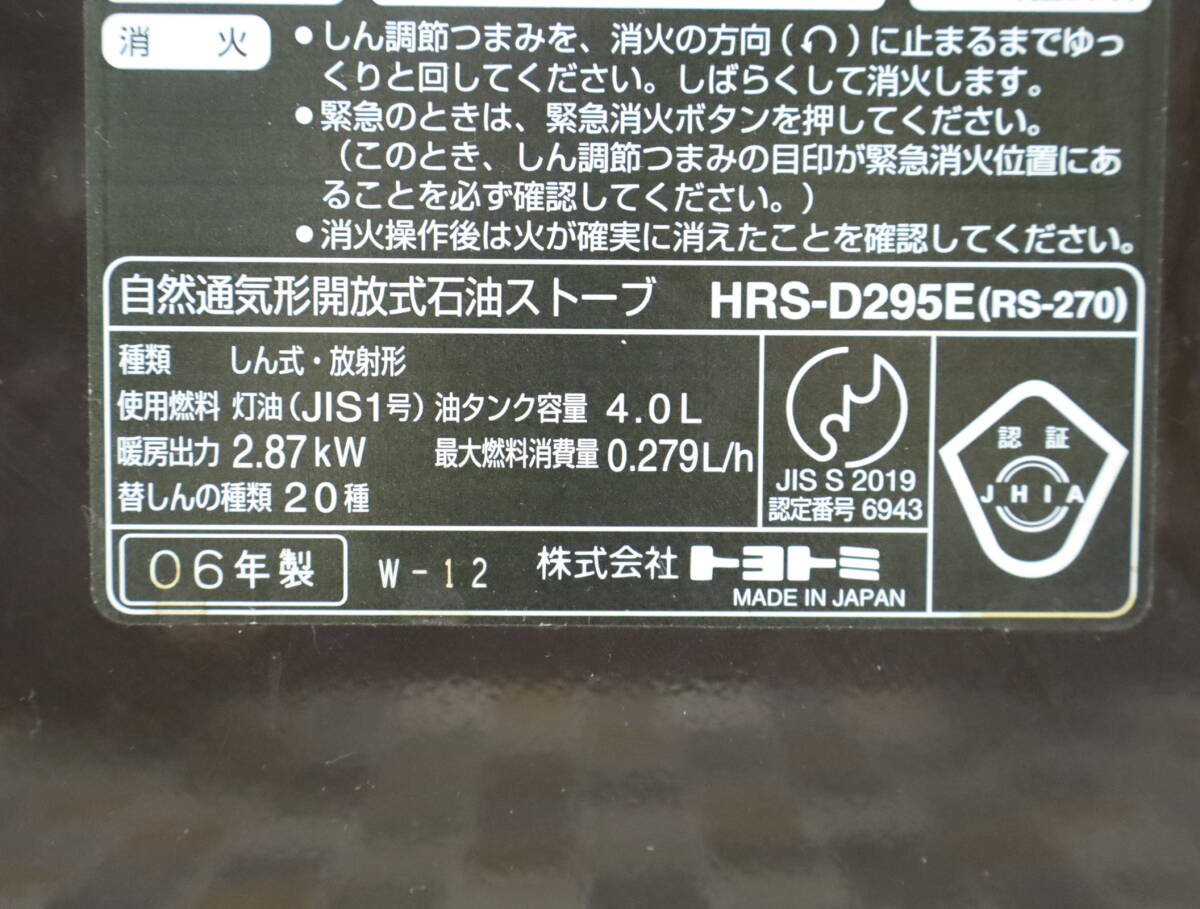 消 火
●しん調節つまみを、消火の方向(↶)に止まるまでゆっ
くりと回してください。しばらくして消火します。
●緊急のときは、緊急消火ボタンを押してください。
(このとき、しん調節つまみの目印が緊急消火位置にあ
ることを必ず確認してください。)
●消火操作後は火が確実に消えたことを確認してください。
自然通気形開放式石油ストーブ HRS-D295E(RS-270)
種類 しん式・放射形
使用燃料 灯油(JIS1号) 油タンク容量 4.0L
暖房出力 2.87kW 最大燃料消費量 0.279L/h
替しんの種類 20種
JIS S 2019
認定番号 6943
認証
JHIA
06年製 W-12 株式会社 トヨトミ
MADE IN JAPAN